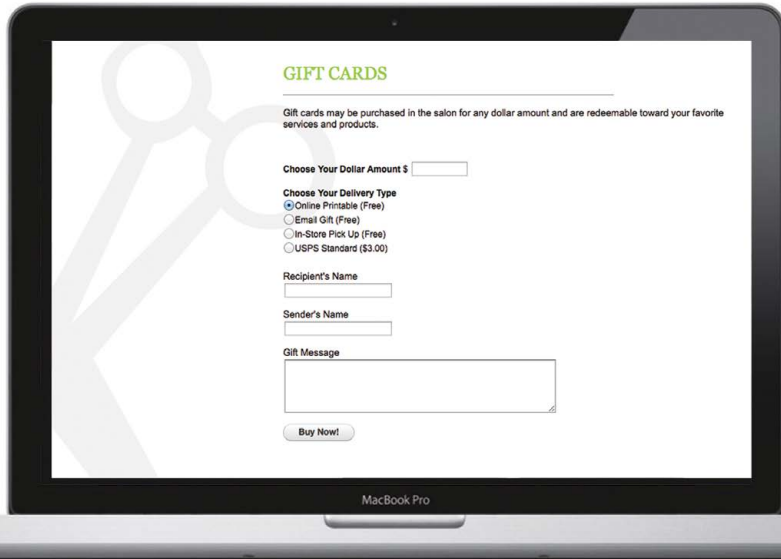 GIFT CARDS
Gift cards may be purchased in the salon for any dollar amount and are redeemable toward your favorite
services and products.
Choose Your Dollar Amount $
Choose Your Delivery Type
Online Printable (Free)
Email Gift (Free)
In-Store Pick Up (Free)
USPS Standard ($3.00)
Recipient's Name
Sender's Name
Gift Message
Buy Now!
MacBook Pro